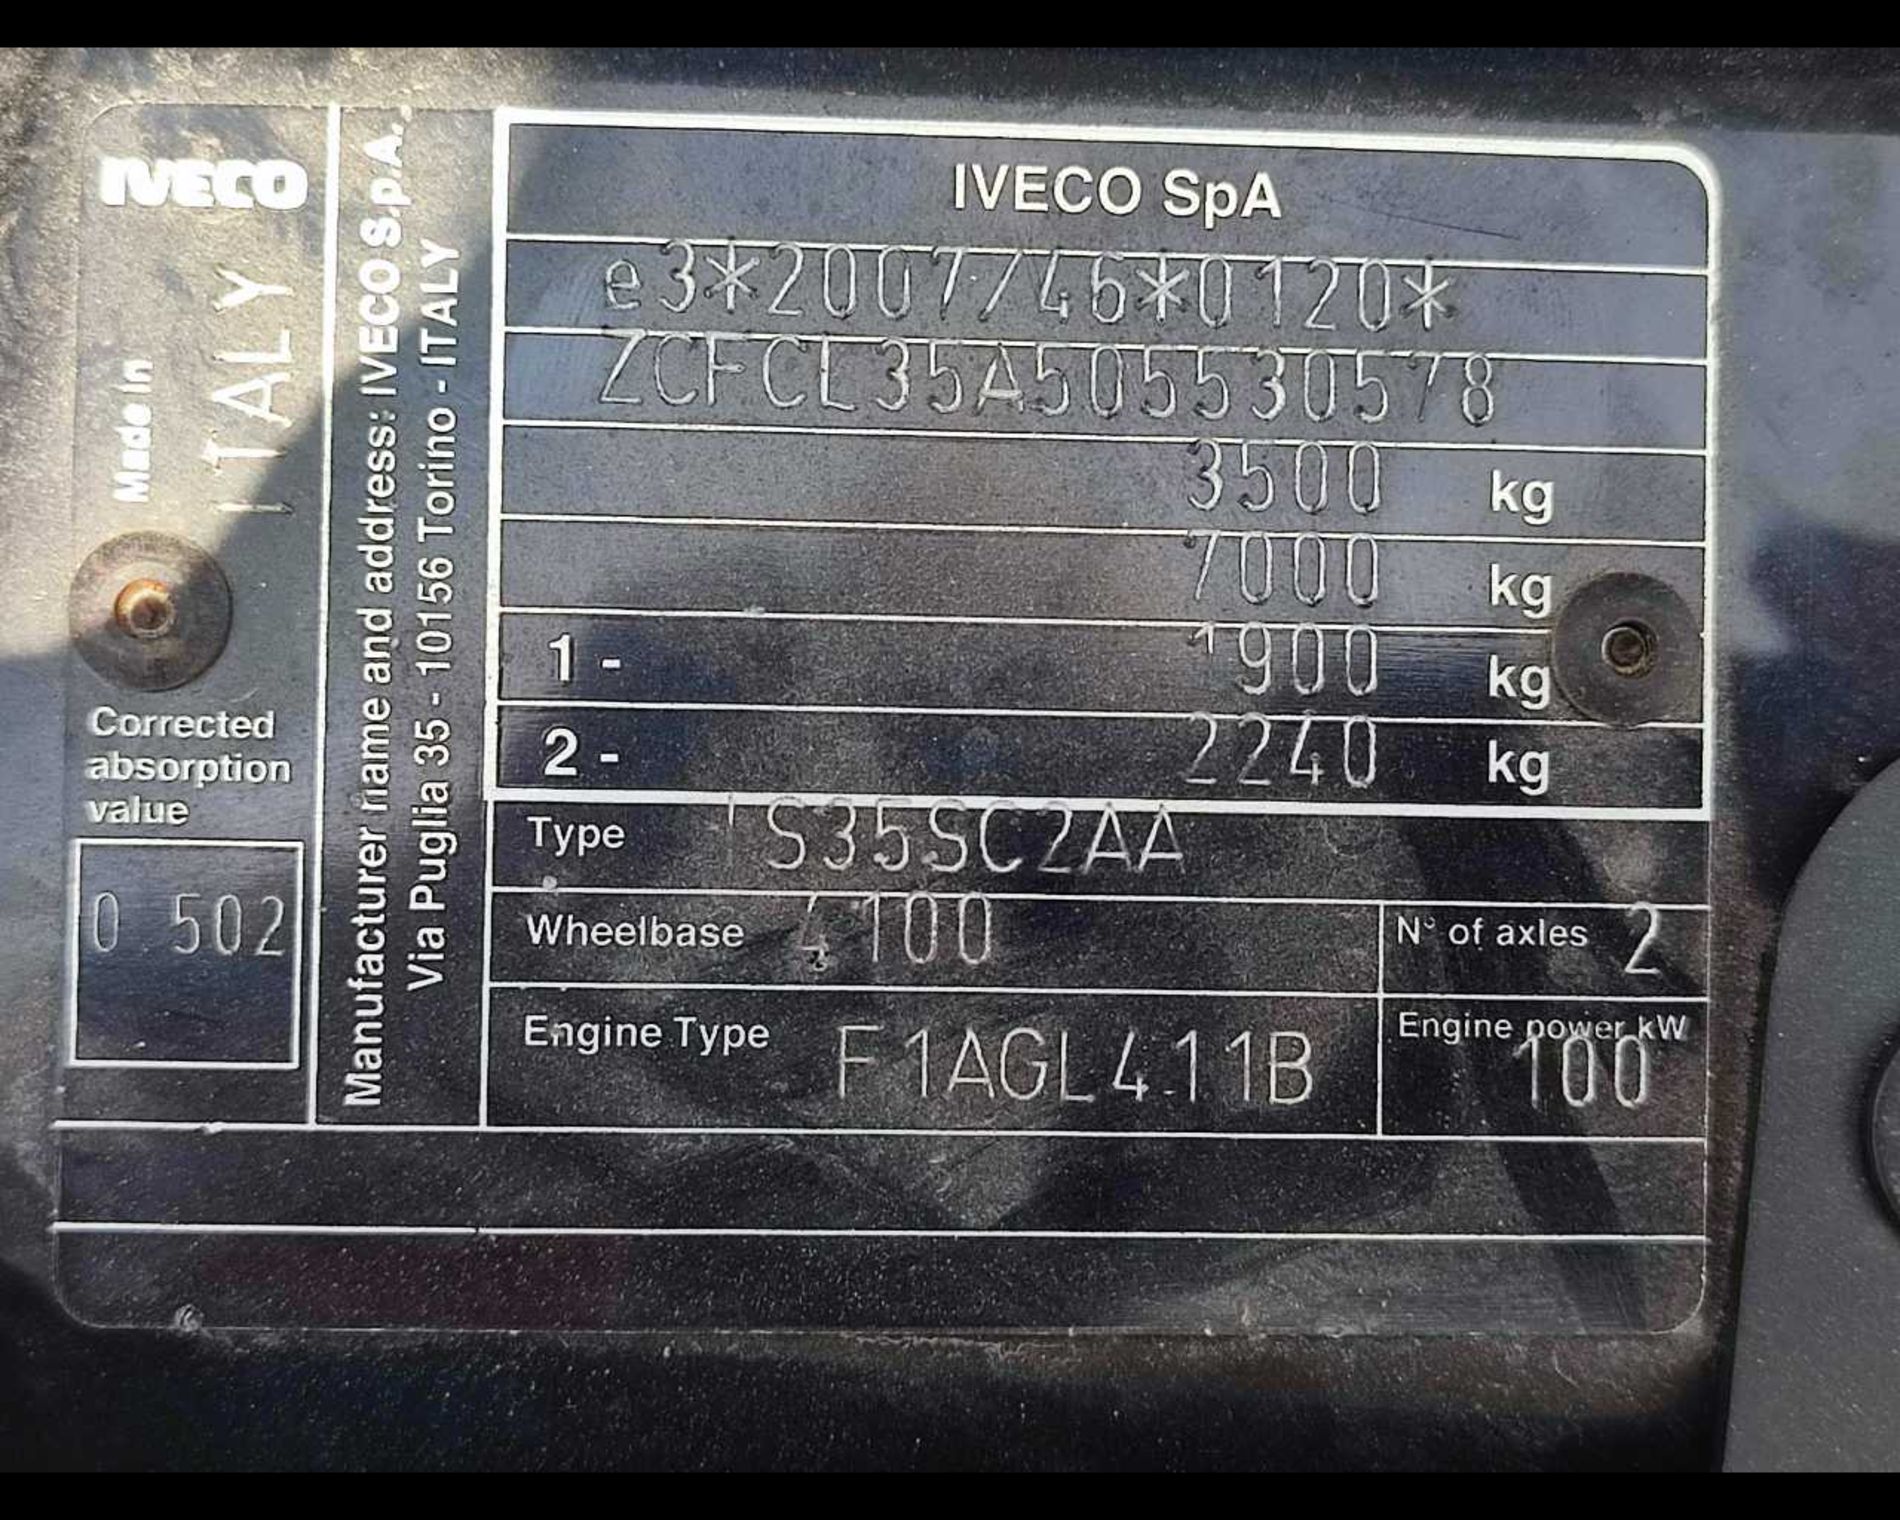 IVECO
Made in
ITALY
Corrected
absorption
value
0.502
Manufacturer name and address: IVECO S.p.A.
Via Puglia 35 - 10156 Torino - ITALY
IVECO SpA
e3*2007/46*0120*
ZCFCL35A505530578
3500 kg
7000 kg
1 - 1900 kg
2 - 2240 kg
Type IS35SC2AA
Wheelbase 4100
N° of axles 2
Engine Type F1AGL411B
Engine power kW
100